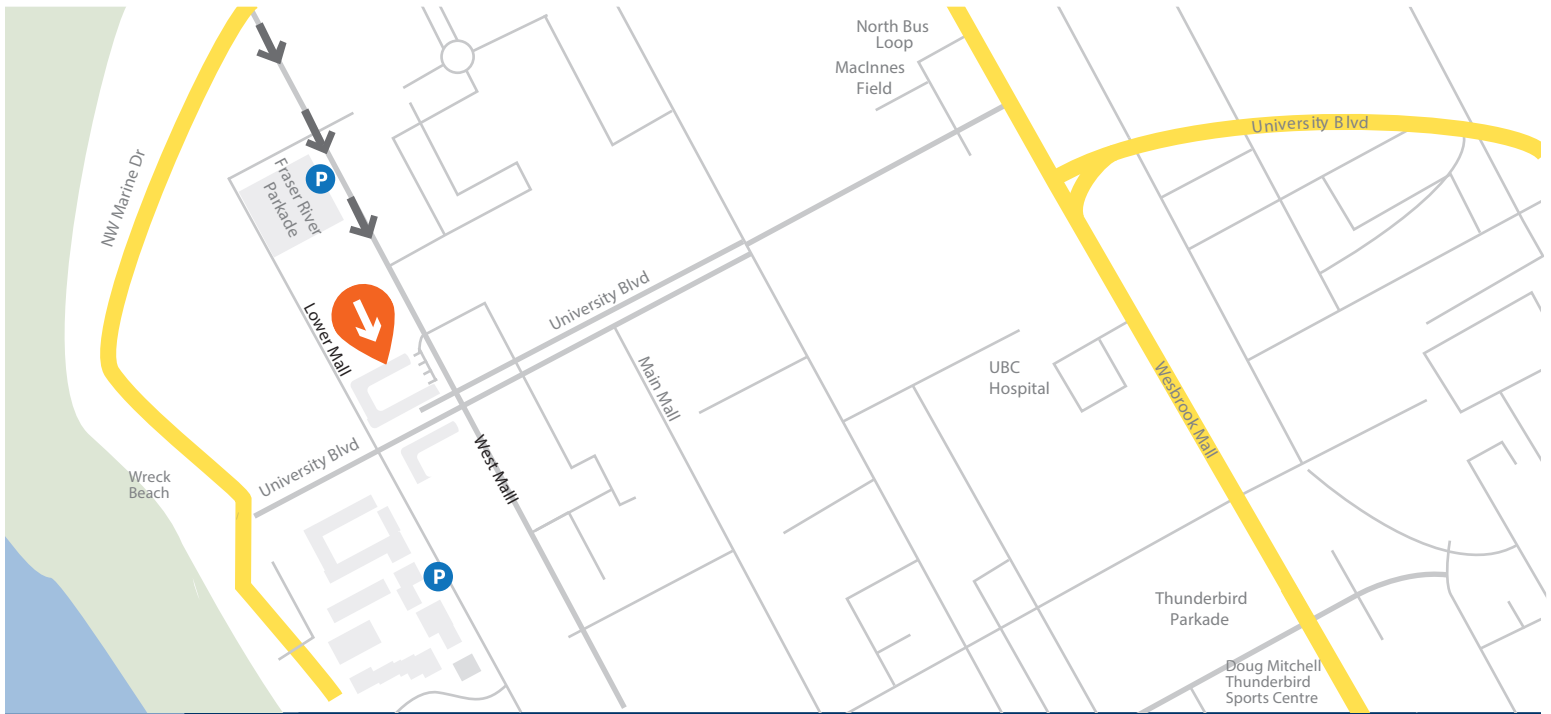 North Bus
Loop
MacInnes
Field
University Blvd
NW Marine Dr
P
Fraser River
Parkade
Lower Mall
University Blvd
Main Mall
UBC
Hospital
Wesbrook Mall
University Blvd
West Malll
Wreck
Beach
P
Thunderbird
Parkade
Doug Mitchell
Thunderbird
Sports Centre